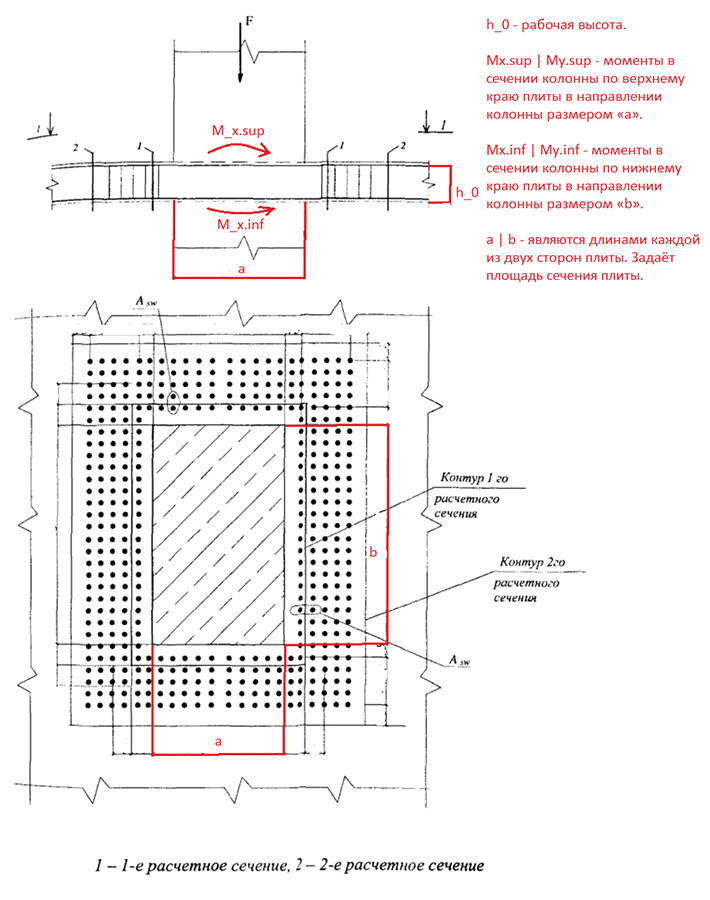 F
h_0 - рабочая высота.
Mx.sup | My.sup - моменты в
сечении колонны по верхнему
краю плиты в направлении
колонны размером «a».
Mx.inf | My.inf - моменты в
сечении колонны по нижнему
краю плиты в направлении
колонны размером «b».
a | b - являются длинами каждой
из двух сторон плиты. Задаёт
площадь сечения плиты.
1
1
M_x.sup
2
1
1
2
h_0
M_x.inf
a
A sw
Контур 1 го
расчетного
сечения
b
Контур 2го
расчетного
сечения
A sw
a
1 – 1-е расчетное сечение, 2 – 2-е расчетное сечение